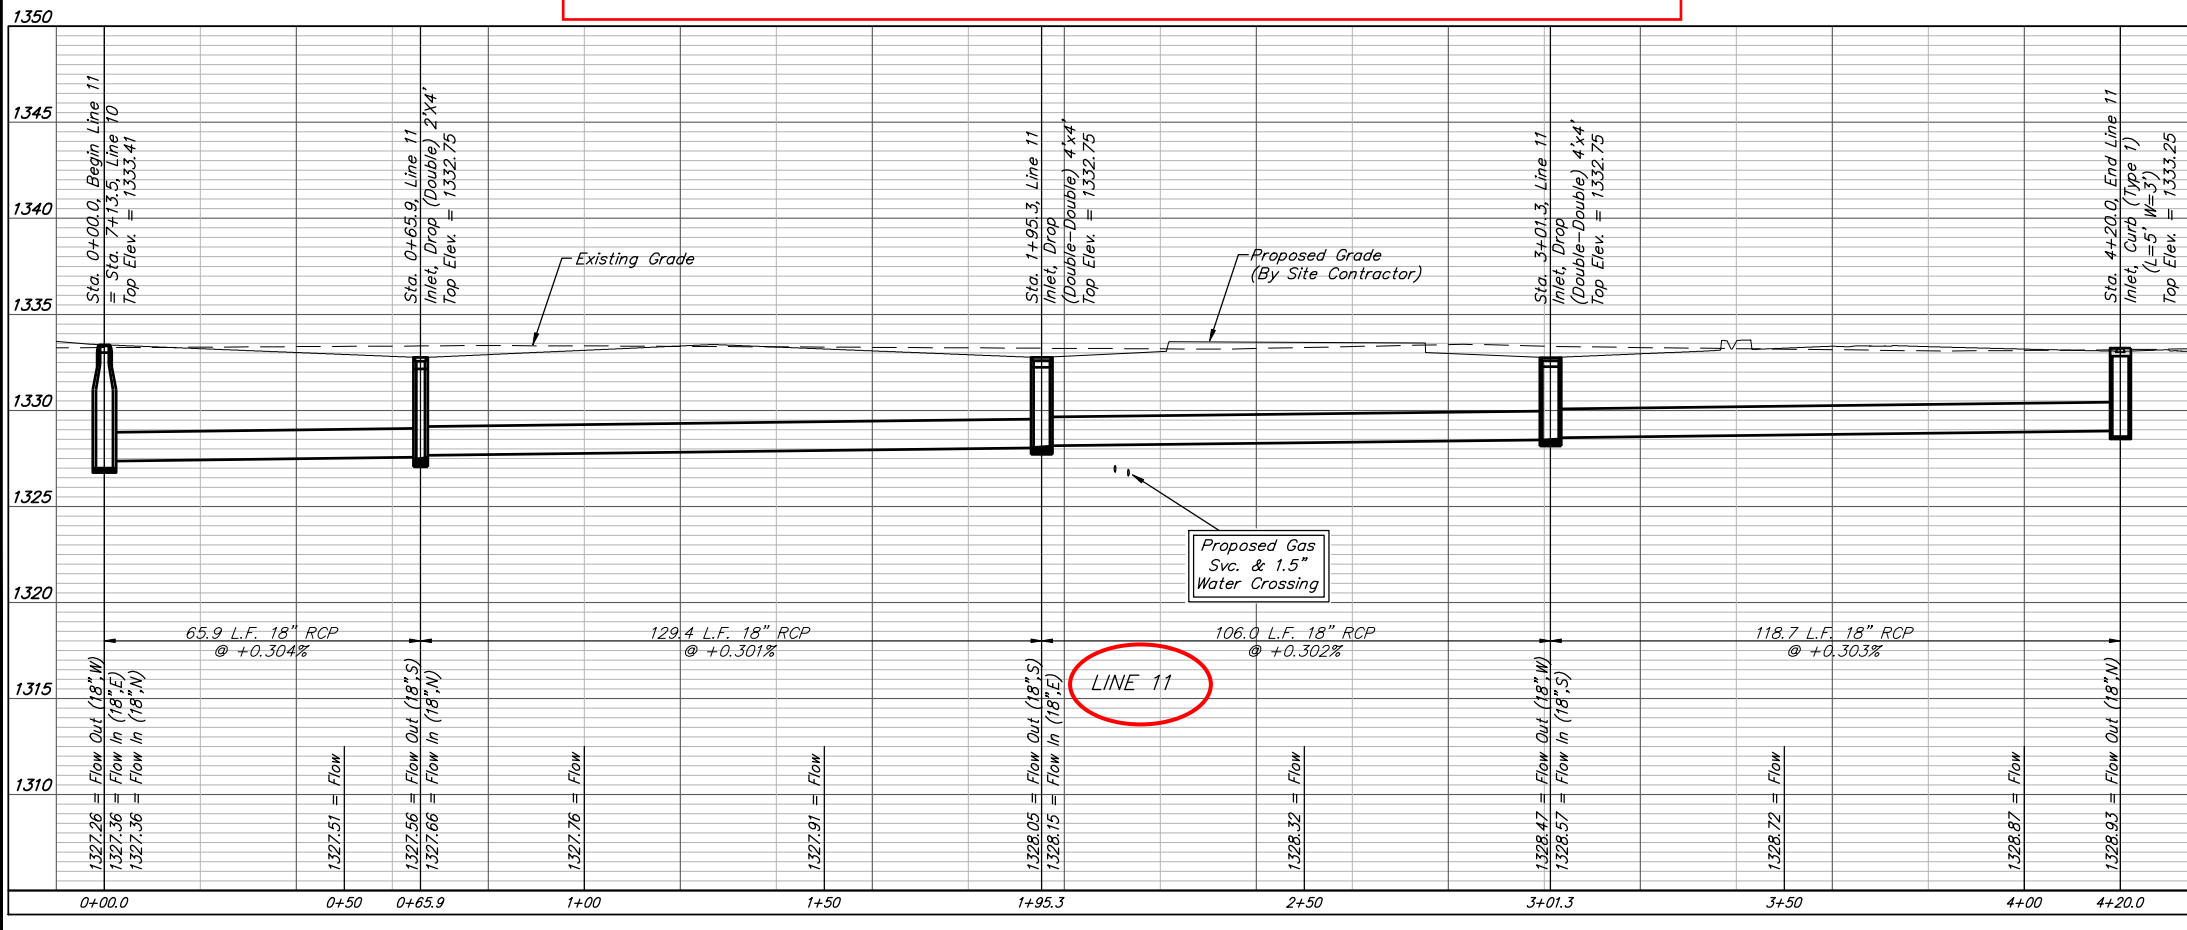 1350
1345
1340
1335
1330
1325
1320
1315
1310
Sta. 0+00.0, Begin Line 11
= Sta. 7+13.5, Line 10
Top Elev. = 1333.41
Sta. 0+65.9, Line 11
Inlet, Drop (Double) 2'X4'
Top Elev. = 1332.75
Sta. 1+95.3, Line 11
Inlet, Drop
(Double-Double) 4'x4'
Top Elev. = 1332.75
Sta. 3+01.3, Line 11
Inlet, Drop
(Double-Double) 4'x4'
Top Elev. = 1332.75
Sta. 4+20.0, End Line 11
Inlet, Curb (Type 1)
(L=5' W=3')
Top Elev. = 1333.25
Existing Grade
Proposed Grade
(By Site Contractor)
Proposed Gas
Svc. & 1.5"
Water Crossing
65.9 L.F. 18" RCP
@ +0.304%
129.4 L.F. 18" RCP
@ +0.301%
106.0 L.F. 18" RCP
@ +0.302%
118.7 L.F. 18" RCP
@ +0.303%
LINE 11
1327.26 = Flow Out (18",W)
1327.36 = Flow In (18",E)
1327.36 = Flow In (18",N)
1327.51 = Flow
1327.56 = Flow Out (18",S)
1327.66 = Flow In (18",N)
1327.76 = Flow
1327.91 = Flow
1328.05 = Flow Out (18",S)
1328.15 = Flow In (18",E)
1328.32 = Flow
1328.47 = Flow Out (18",W)
1328.57 = Flow In (18",S)
1328.72 = Flow
1328.87 = Flow
1328.93 = Flow Out (18",N)
0+00.0
0+50
0+65.9
1+00
1+50
1+95.3
2+50
3+01.3
3+50
4+00
4+20.0